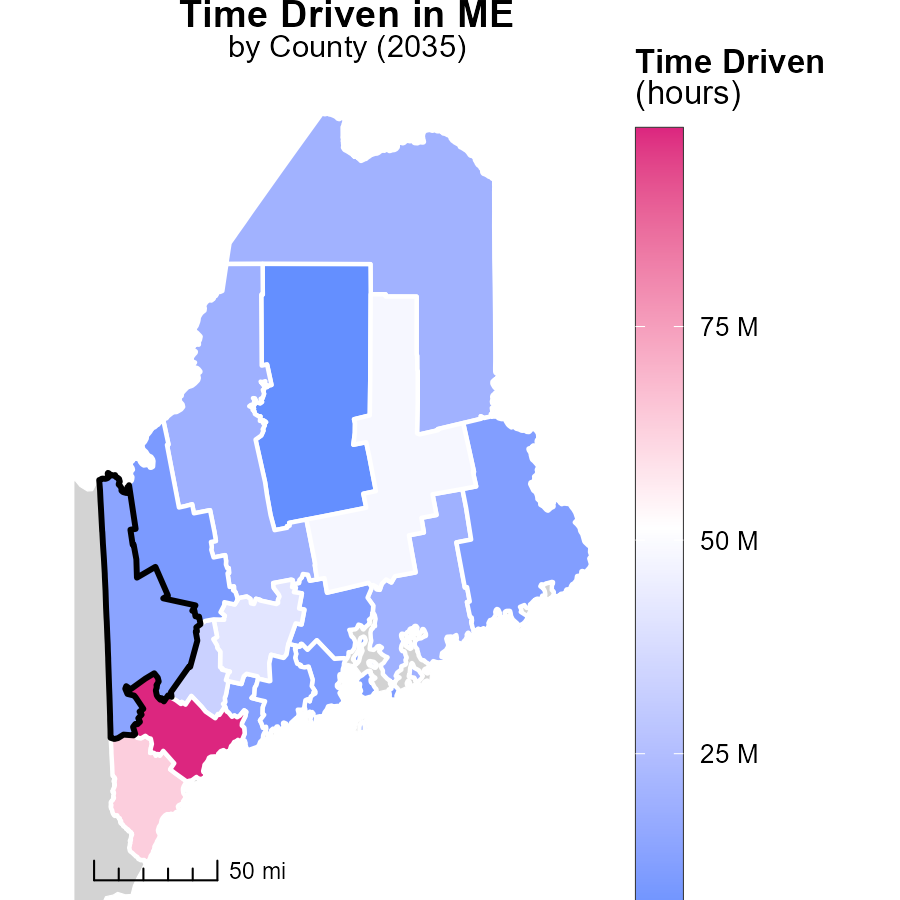 Time Driven in ME
by County (2035)
Time Driven
(hours)
75 M
50 M
25 M
50 mi